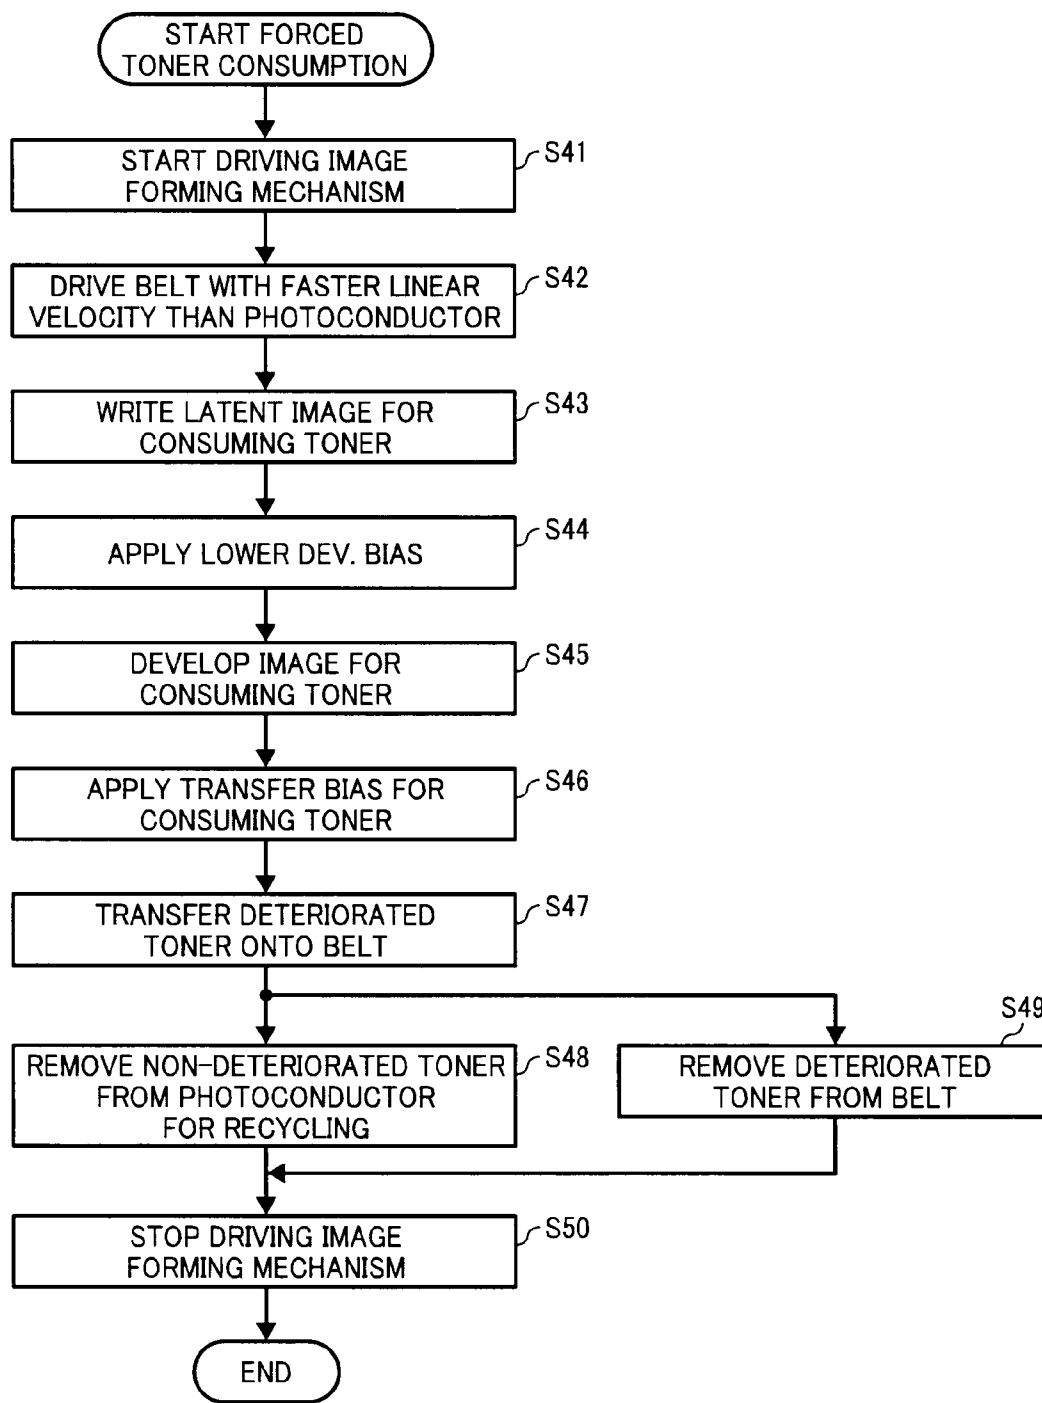 START FORCED
TONER CONSUMPTION
START DRIVING IMAGE
FORMING MECHANISM
S41
DRIVE BELT WITH FASTER LINEAR
VELOCITY THAN PHOTOCONDUCTOR
S42
WRITE LATENT IMAGE FOR
CONSUMING TONER
S43
APPLY LOWER DEV. BIAS
S44
DEVELOP IMAGE FOR
CONSUMING TONER
S45
APPLY TRANSFER BIAS FOR
CONSUMING TONER
S46
TRANSFER DETERIORATED
TONER ONTO BELT
S47
REMOVE NON-DETERIORATED TONER
FROM PHOTOCONDUCTOR
FOR RECYCLING
S48
REMOVE DETERIORATED
TONER FROM BELT
S49
STOP DRIVING IMAGE
FORMING MECHANISM
S50
END